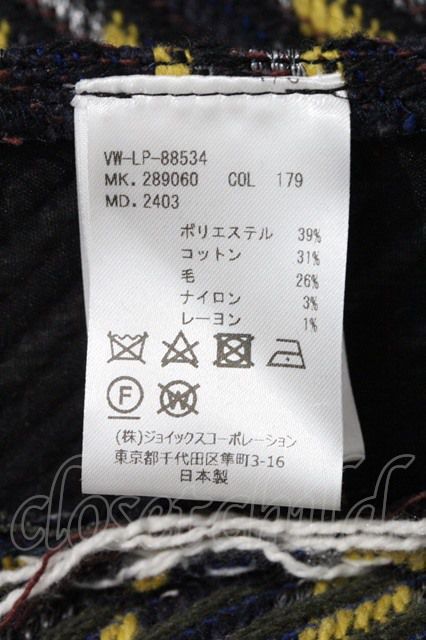 VW-LP-88534
MK. 289060 COL 179
MD. 2403
ポリエステル 39%
コットン 31%
毛 26%
ナイロン 3%
レーヨン 1%
F W
(株)ジョイックスコーポレーション
東京都千代田区隼町3-16
日本製
closetchild